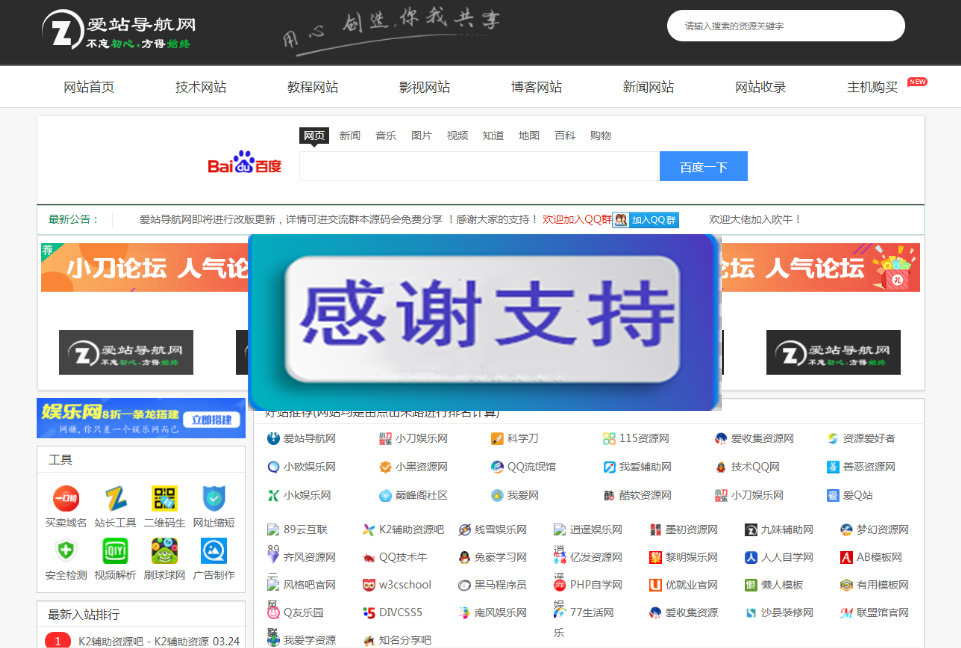 爱站导航网
不忘初心,方得始终
用心 创造,你我共享
请输入搜索的资源关键字
网站首页 技术网站 教程网站 影视网站 博客网站 新闻网站 网站收录 主机购买 NEW
网页 新闻 音乐 图片 视频 知道 地图 百科 购物
Bai du 百度 百度一下
最新公告: 爱站导航网即将进行改版更新,详情可进交流群本源码会免费分享 !感谢大家的支持! 欢迎加入QQ群 加入QQ群 欢迎大佬加入吹牛!
荐
小刀论坛 人气论 论坛 人气论坛
感谢支持
爱站导航网 爱站导航网
不忘初心,方得始终 不忘初心,方得始终
娱乐网8折一条龙搭建 立即搭建
网赚,你只差一个娱乐网而已
好站推荐(网站均是由点击来路进行排名计算)
工具
买卖域名 站长工具 二维码生 网址缩短
安全检测 视频解析 刷球球网 广告制作
爱站导航网 小刀娱乐网 科学刀 115资源网 爱收集资源网 资源爱好者
小欧娱乐网 小黑资源网 QQ流氓馆 我爱辅助网 技术QQ网 善恶资源网
小k娱乐网 巅峰阁社区 我爱网 酷软资源网 小刀娱乐网 爱Q站
89云互联 K2辅助资源吧 残雪娱乐网 逍遥娱乐网 墨初资源网 九妹辅助网 梦幻资源网
齐风资源网 QQ技术牛 兔豪学习网 亿发资源网 黎明娱乐网 人人自学网 AB模板网
风格吧官网 w3cschool 黑马程序员 PHP自学网 优就业官网 懒人模板 有用模板网
Q友乐园 DIVCSS5 南风娱乐网 77生活网 爱收集资源 沙县装修网 联盟馆官网
我爱学资源 知名分享吧
最新入站排行
1 K2辅助资源吧 - K2辅助资源 03.24